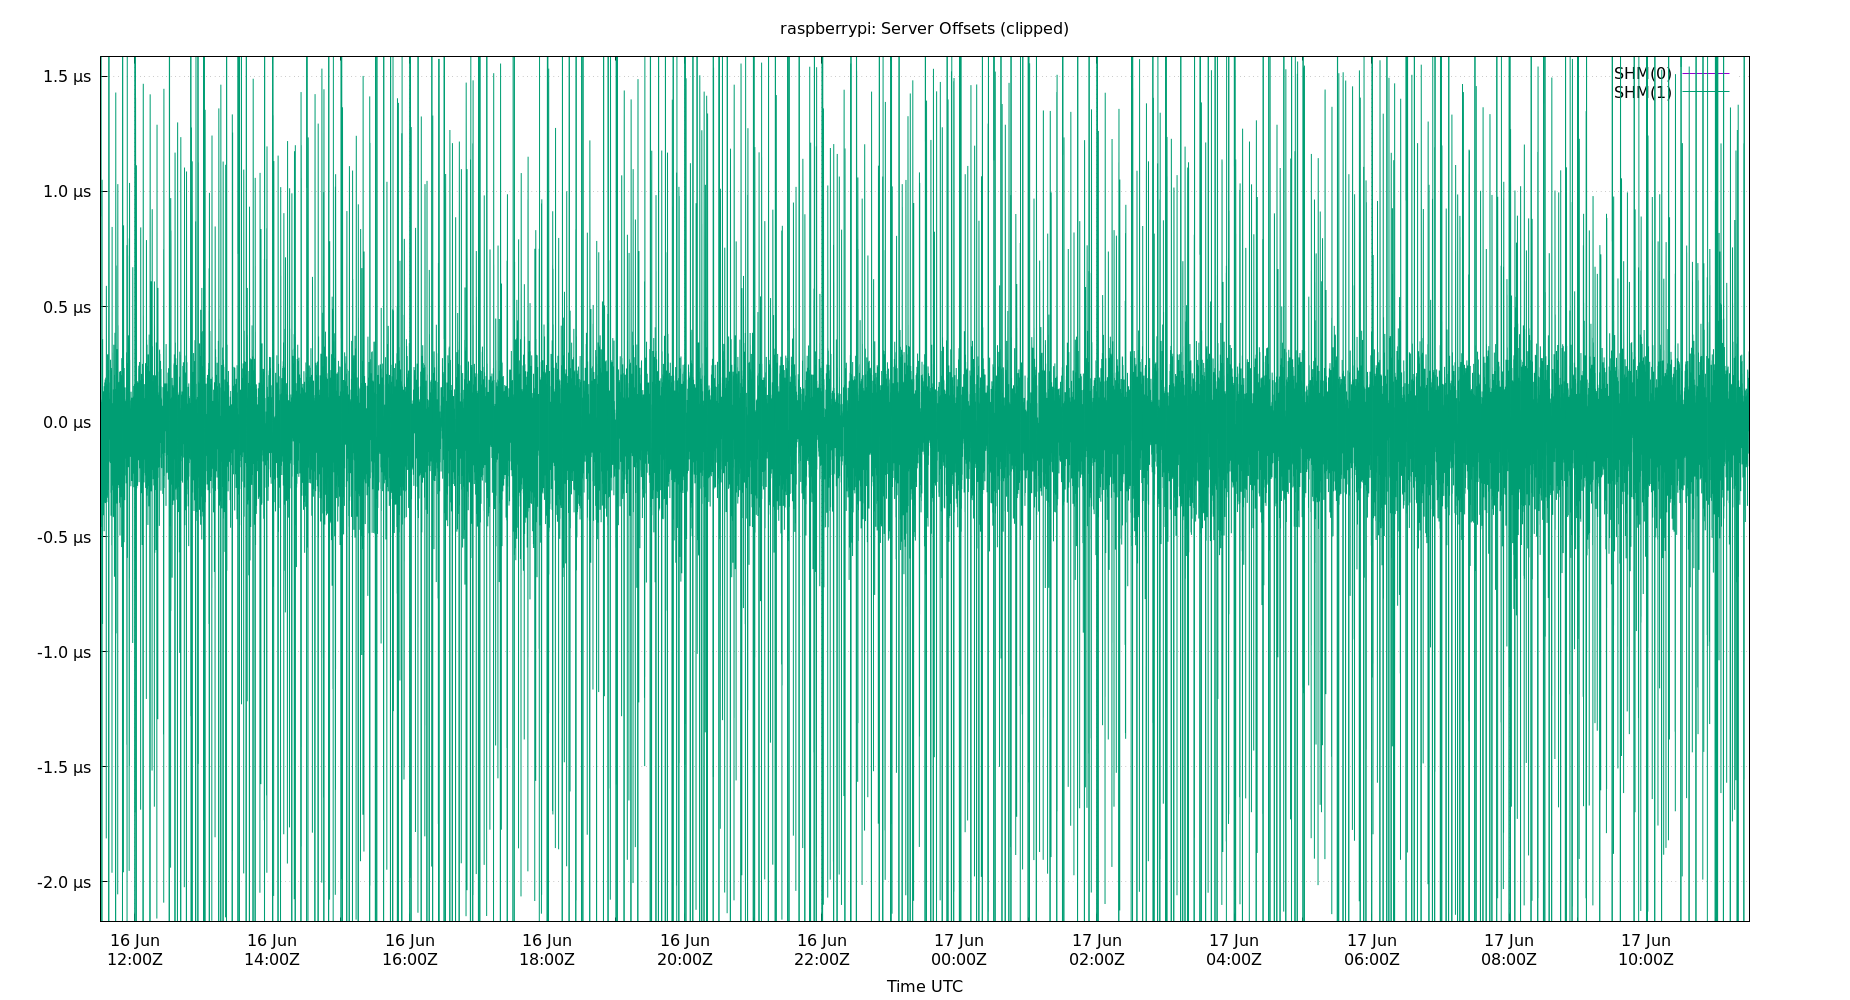 raspberrypi: Server Offsets (clipped)
SHM(0)
SHM(1)
1.5 µs
1.0 µs
0.5 µs
0.0 µs
-0.5 µs
-1.0 µs
-1.5 µs
-2.0 µs
16 Jun 16 Jun 16 Jun 16 Jun 16 Jun 16 Jun 17 Jun 17 Jun 17 Jun 17 Jun 17 Jun 17 Jun
12:00Z 14:00Z 16:00Z 18:00Z 20:00Z 22:00Z 00:00Z 02:00Z 04:00Z 06:00Z 08:00Z 10:00Z
Time UTC